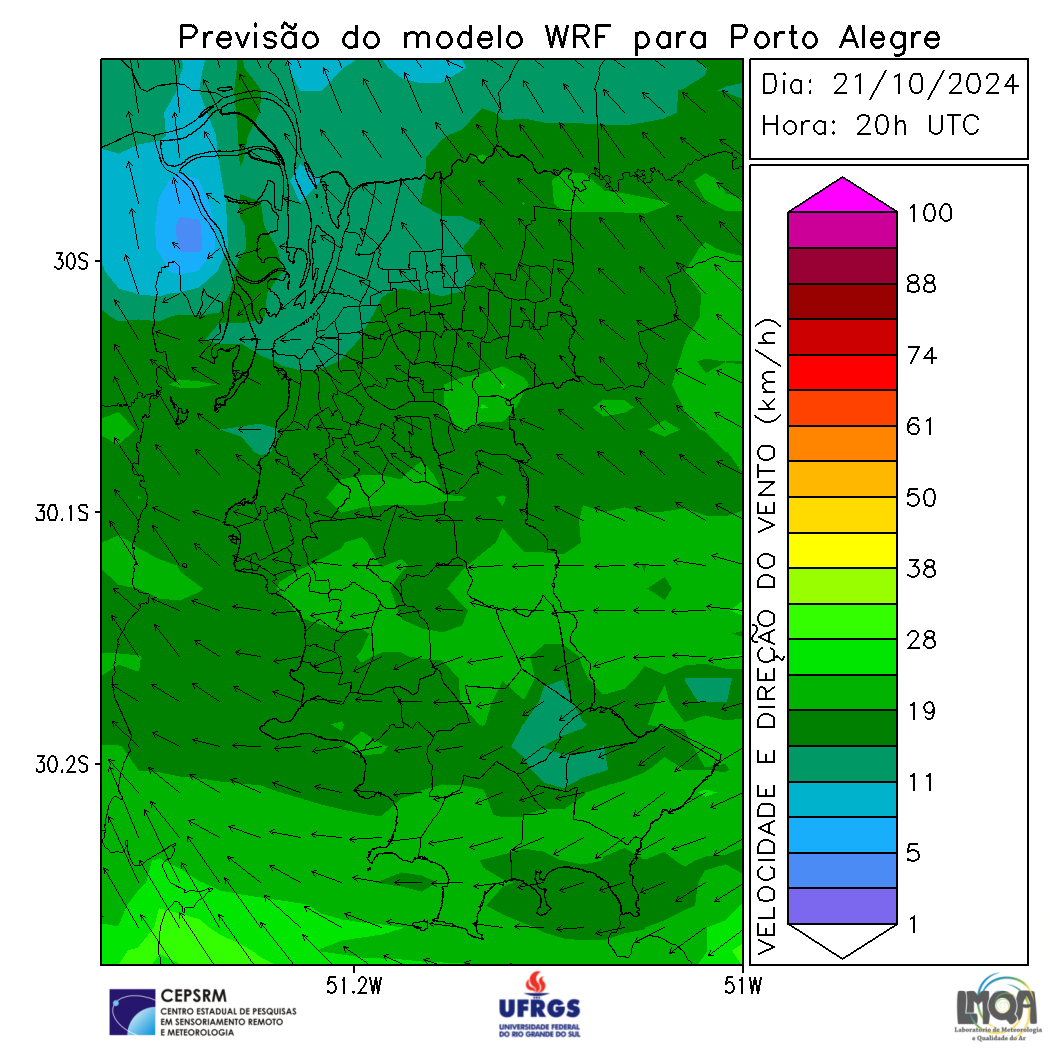 Previsão do modelo WRF para Porto Alegre
Dia: 21/10/2024
Hora: 20h UTC
30S
30.1S
30.2S
51.2W
51W
VELOCIDADE E DIREÇÃO DO VENTO (km/h)
100
88
74
61
50
38
28
19
11
5
1
CEPSRM
CENTRO ESTADUAL DE PESQUISAS
EM SENSORIAMENTO REMOTO
E METEOROLOGIA
UFRGS
UNIVERSIDADE FEDERAL
DO RIO GRANDE DO SUL
LMQA
Laboratório de Meteorologia
e Qualidade do Ar